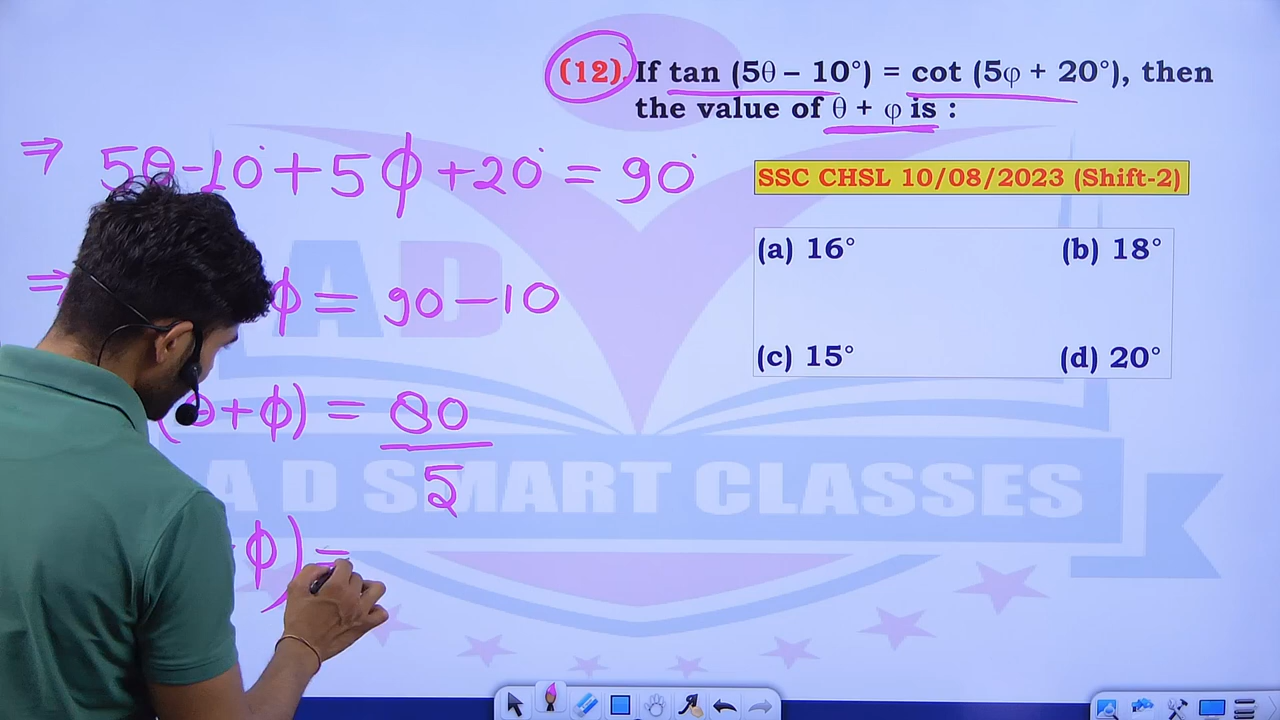 (12). If tan (5θ – 10°) = cot (5φ + 20°), then
the value of θ + φ is :
SSC CHSL 10/08/2023 (Shift-2)
(a) 16°
(b) 18°
(c) 15°
(d) 20°
⇒ 5θ-10°+5ϕ+20° = 90°
⇒ ϕ = 90-10
(θ+ϕ) = 80
5
ϕ) =
AD
A D SMART CLASSES